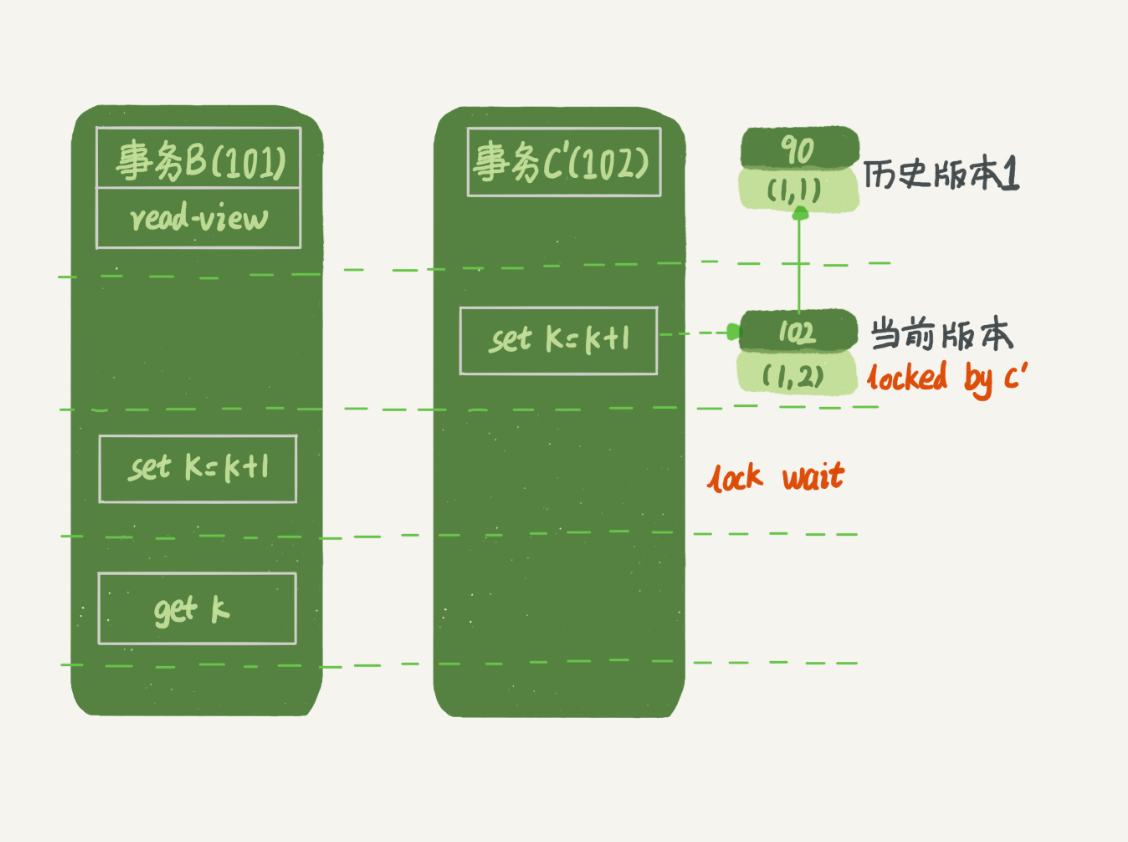 事务B(101)
read-view
事务C'(102)
90
(1,1)
历史版本1
set k=k+1
102
(1,2)
当前版本
locked by c'
set k=k+1
lock wait
get k